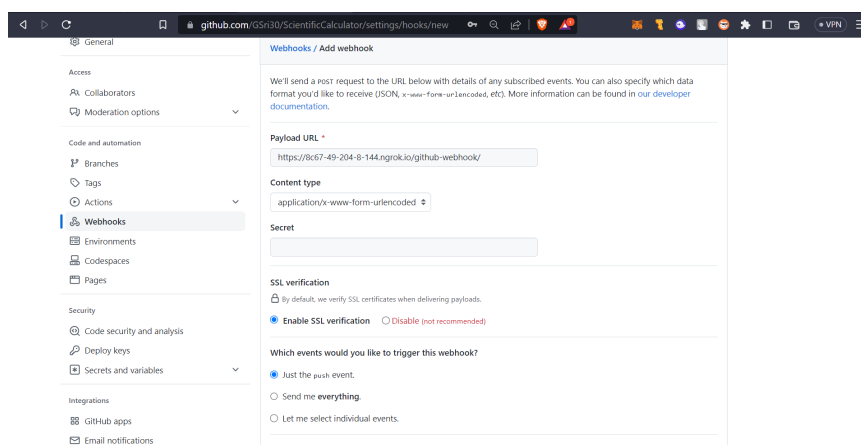 github.com/GSri30/ScientificCalculator/settings/hooks/new
VPN
General
Access
Collaborators
Moderation options
Code and automation
Branches
Tags
Actions
Webhooks
Environments
Codespaces
Pages
Security
Code security and analysis
Deploy keys
Secrets and variables
Integrations
GitHub apps
Email notifications
Webhooks / Add webhook
We'll send a POST request to the URL below with details of any subscribed events. You can also specify which data
format you'd like to receive (JSON, x-www-form-urlencoded, etc). More information can be found in our developer
documentation.
Payload URL *
https://8c67-49-204-8-144.ngrok.io/github-webhook/
Content type
application/x-www-form-urlencoded
Secret
SSL verification
By default, we verify SSL certificates when delivering payloads.
Enable SSL verification Disable (not recommended)
Which events would you like to trigger this webhook?
Just the push event.
Send me everything.
Let me select individual events.